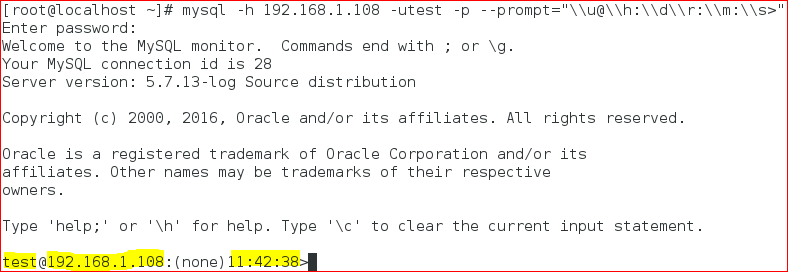 [root@localhost ~]# mysql -h 192.168.1.108 -utest -p --prompt="\\u@\\h:\\d\\r:\\m:\\s>"
Enter password:
Welcome to the MySQL monitor.  Commands end with ; or \g.
Your MySQL connection id is 28
Server version: 5.7.13-log Source distribution

Copyright (c) 2000, 2016, Oracle and/or its affiliates. All rights reserved.

Oracle is a registered trademark of Oracle Corporation and/or its
affiliates. Other names may be trademarks of their respective
owners.

Type 'help;' or '\h' for help. Type '\c' to clear the current input statement.

test@192.168.1.108:(none)11:42:38>